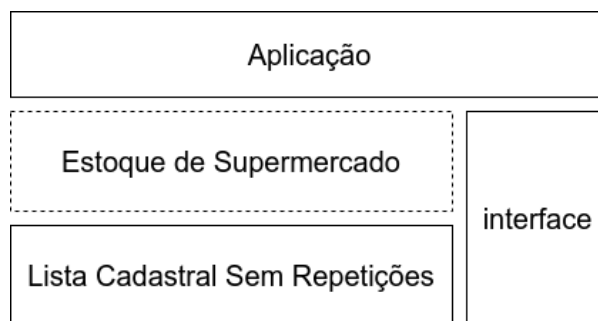 Aplicação
Estoque de Supermercado
interface
Lista Cadastral Sem Repetições